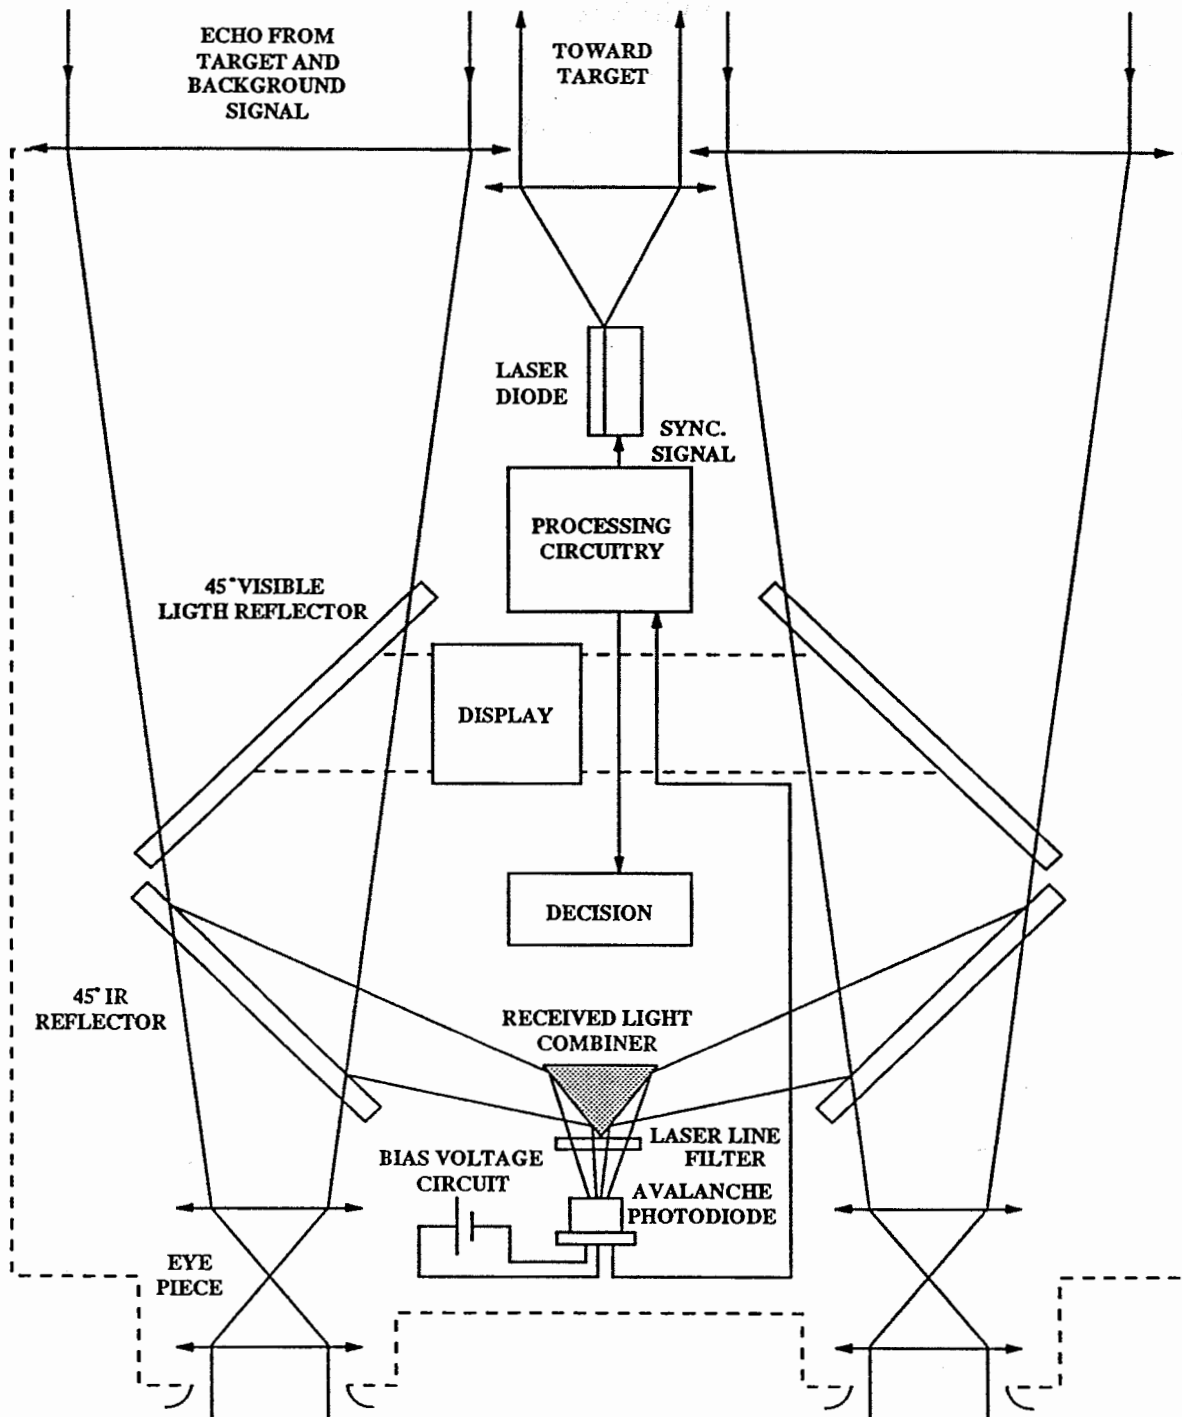 ECHO FROM
TARGET AND
BACKGROUND
SIGNAL
TOWARD
TARGET
LASER
DIODE
SYNC.
SIGNAL
PROCESSING
CIRCUITRY
45° VISIBLE
LIGTH REFLECTOR
DISPLAY
DECISION
45° IR
REFLECTOR
RECEIVED LIGHT
COMBINER
LASER LINE
FILTER
BIAS VOLTAGE
CIRCUIT
AVALANCHE
PHOTODIODE
EYE
PIECE